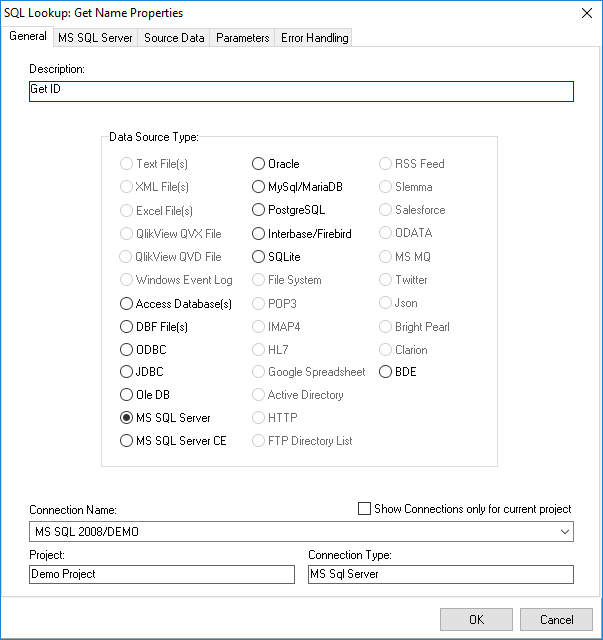 SQL Lookup: Get Name Properties
General MS SQL Server Source Data Parameters Error Handling
Description:
Get ID
Data Source Type:
Text File(s) Oracle RSS Feed
XML File(s) MySql/MariaDB Slemma
Excel File(s) PostgreSQL Salesforce
QlikView QVX File Interbase/Firebird ODATA
QlikView QVD File SQLite MS MQ
Windows Event Log File System Twitter
Access Database(s) POP3 Json
DBF File(s) IMAP4 Bright Pearl
ODBC HL7 Clarion
JDBC Google Spreadsheet BDE
Ole DB Active Directory
MS SQL Server HTTP
MS SQL Server CE FTP Directory List
Connection Name: Show Connections only for current project
MS SQL 2008/DEMO
Project: Connection Type:
Demo Project MS Sql Server
OK Cancel